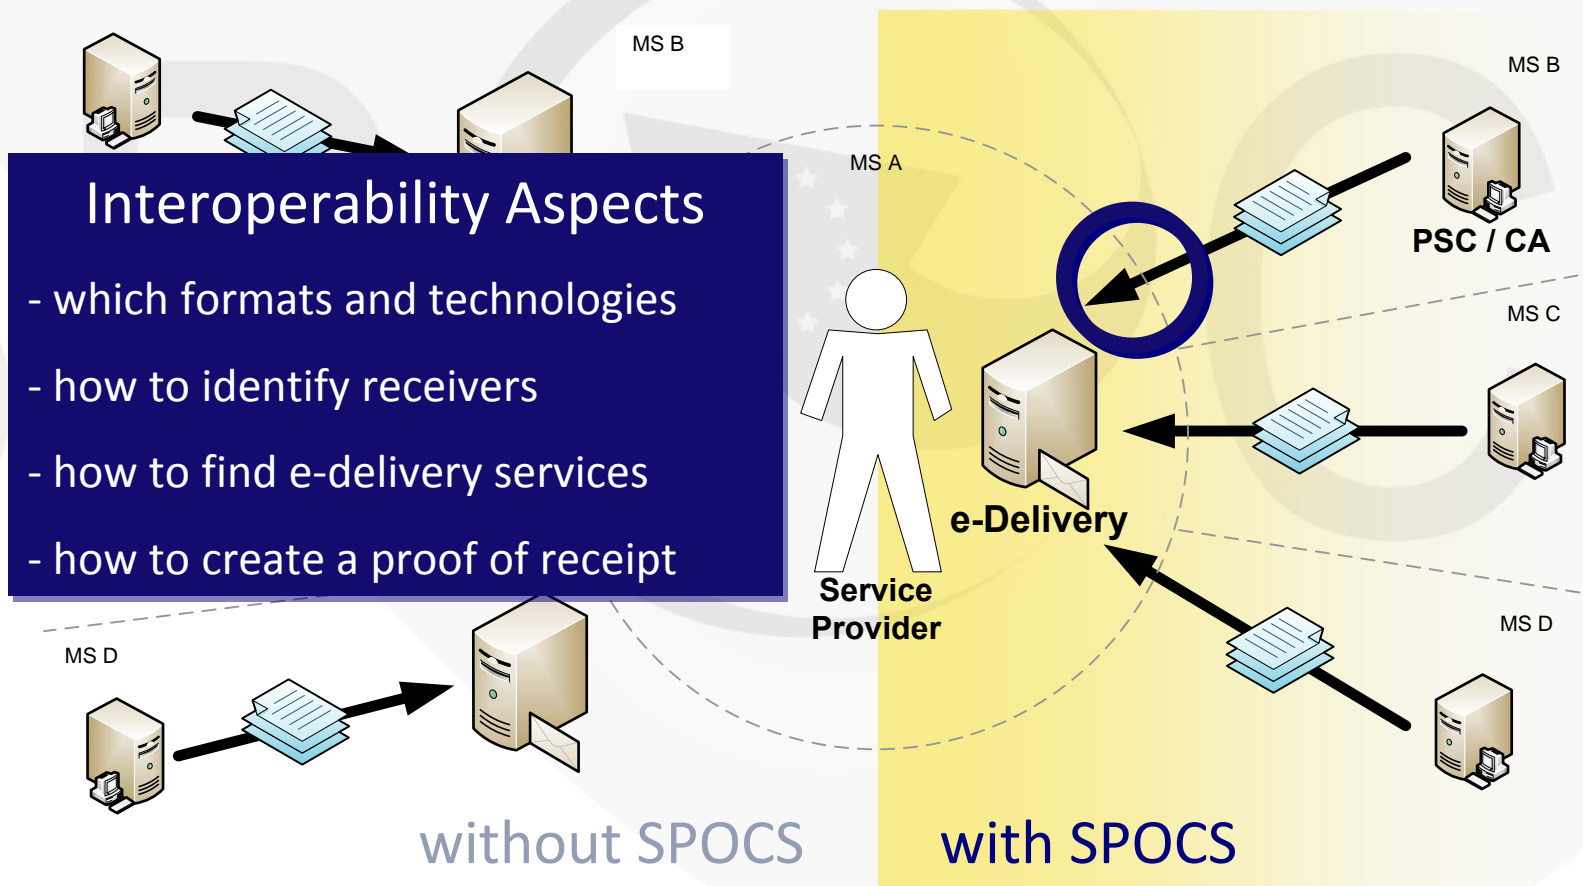 MS B
MS B
MS A
Interoperability Aspects
- which formats and technologies
- how to identify receivers
- how to find e-delivery services
- how to create a proof of receipt
PSC / CA
MS C
e-Delivery
Service
Provider
MS D
MS D
without SPOCS
with SPOCS